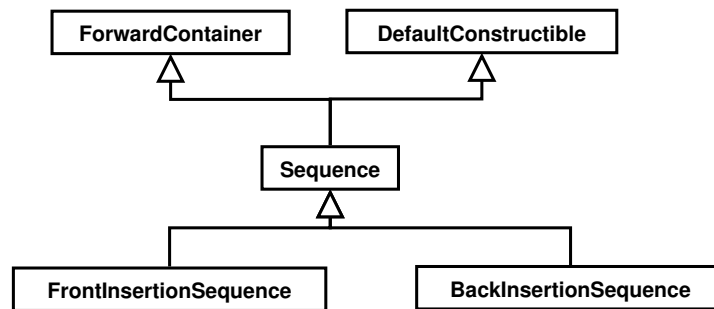 ForwardContainer
DefaultConstructible
Sequence
FrontInsertionSequence
BackInsertionSequence